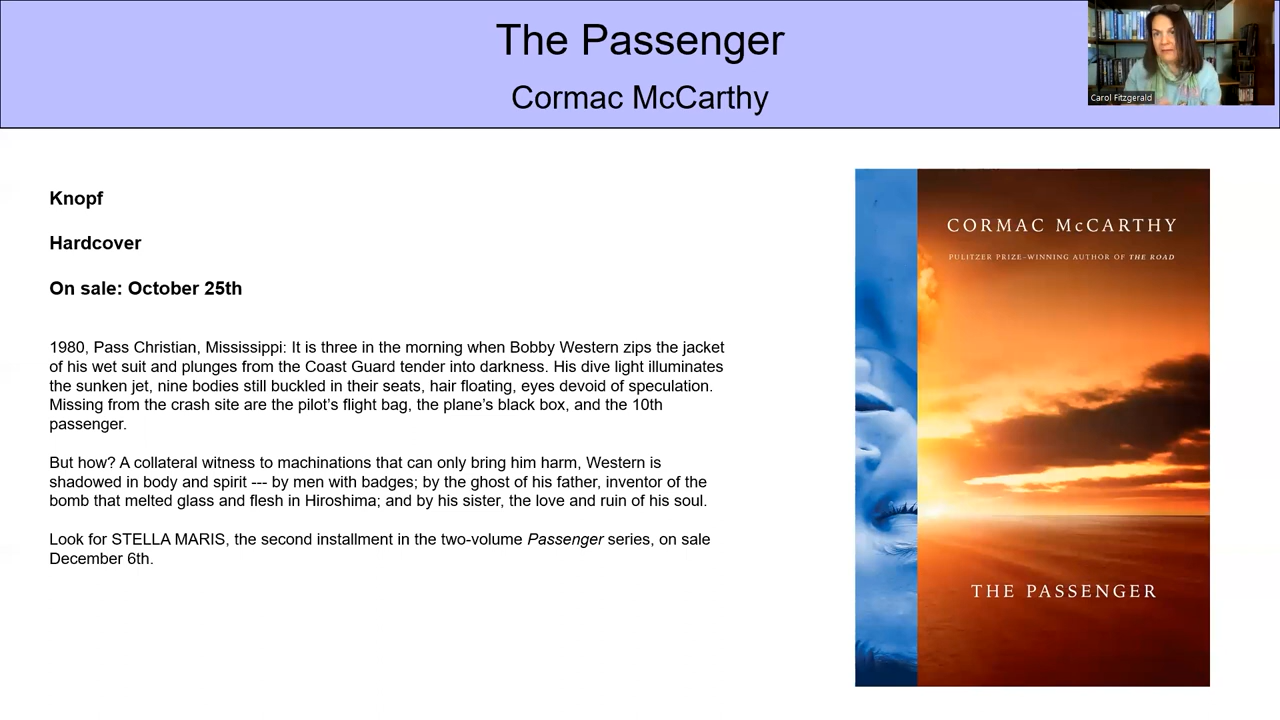 The Passenger
Cormac McCarthy
Carol Fitzgerald
Knopf
Hardcover
On sale: October 25th
1980, Pass Christian, Mississippi: It is three in the morning when Bobby Western zips the jacket
of his wet suit and plunges from the Coast Guard tender into darkness. His dive light illuminates
the sunken jet, nine bodies still buckled in their seats, hair floating, eyes devoid of speculation.
Missing from the crash site are the pilot’s flight bag, the plane’s black box, and the 10th
passenger.
But how? A collateral witness to machinations that can only bring him harm, Western is
shadowed in body and spirit --- by men with badges; by the ghost of his father, inventor of the
bomb that melted glass and flesh in Hiroshima; and by his sister, the love and ruin of his soul.
Look for STELLA MARIS, the second installment in the two-volume Passenger series, on sale
December 6th.
CORMAC McCARTHY
PULITZER PRIZE–WINNING AUTHOR OF THE ROAD
THE PASSENGER